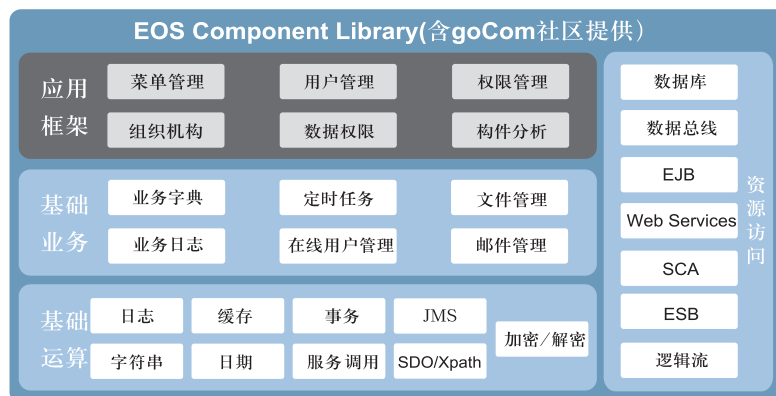 EOS Component Library(含goCom社区提供）
应用
框架
菜单管理
用户管理
权限管理
组织机构
数据权限
构件分析
基础
业务
业务字典
定时任务
文件管理
业务日志
在线用户管理
邮件管理
基础
运算
日志
缓存
事务
JMS
加密/解密
字符串
日期
服务调用
SDO/Xpath
数据库
数据总线
EJB
Web Services
SCA
ESB
逻辑流
资源访问